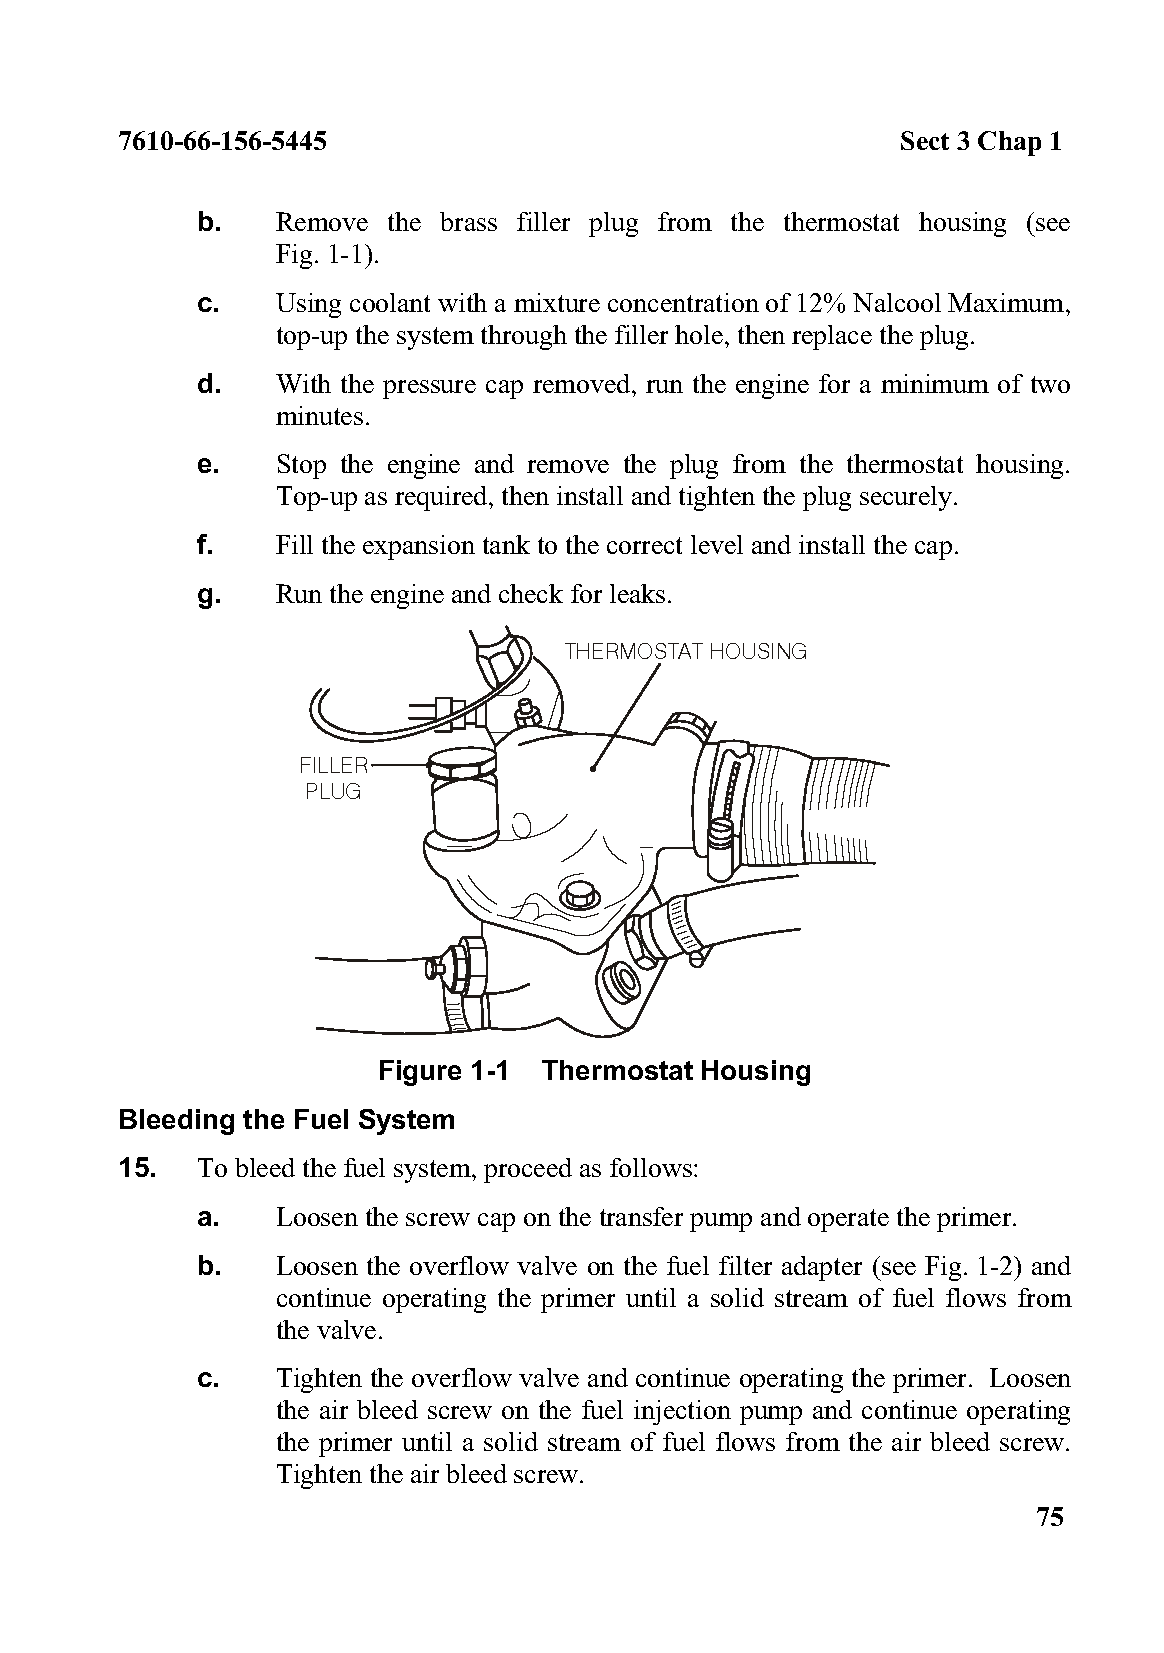 7610-66-156-5445 Sect 3 Chap 1
b. Remove the brass filler plug from the thermostat housing (see
Fig. 1-1).
c. Using coolant with a mixture concentration of 12% Nalcool Maximum,
top-up the system through the filler hole, then replace the plug.
d. With the pressure cap removed, run the engine for a minimum of two
minutes.
e. Stop the engine and remove the plug from the thermostat housing.
Top-up as required, then install and tighten the plug securely.
f. Fill the expansion tank to the correct level and install the cap.
g. Run the engine and check for leaks.
THERMOSTAT HOUSING
FILLER
PLUG
Figure 1-1 Thermostat Housing
Bleeding the Fuel System
15. To bleed the fuel system, proceed as follows:
a. Loosen the screw cap on the transfer pump and operate the primer.
b. Loosen the overflow valve on the fuel filter adapter (see Fig. 1-2) and
continue operating the primer until a solid stream of fuel flows from
the valve.
c. Tighten the overflow valve and continue operating the primer. Loosen
the air bleed screw on the fuel injection pump and continue operating
the primer until a solid stream of fuel flows from the air bleed screw.
Tighten the air bleed screw.
75